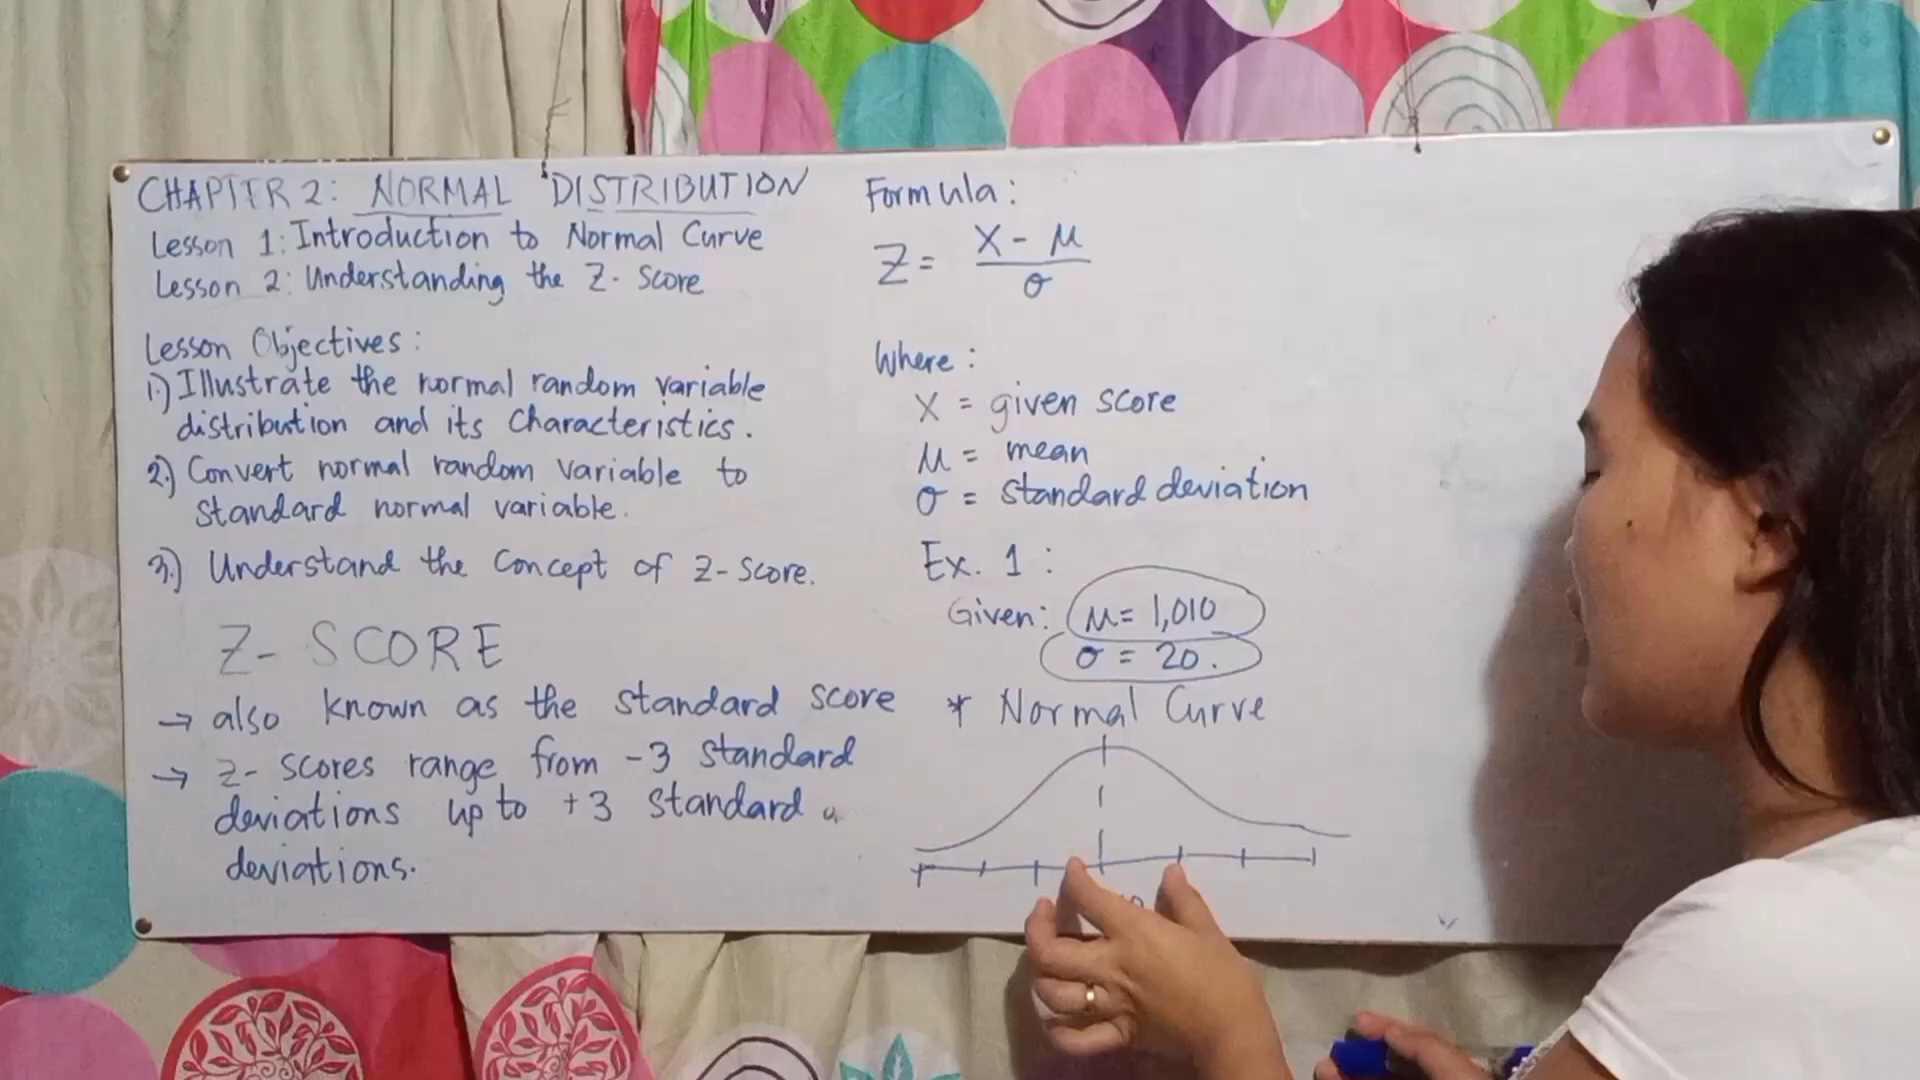 CHAPTER 2: NORMAL DISTRIBUTION
Lesson 1: Introduction to Normal Curve
Lesson 2: Understanding the Z-Score
Lesson Objectives:
1.) Illustrate the normal random variable
distribution and its characteristics.
2.) Convert normal random variable to
standard normal variable.
3.) Understand the concept of z-score.
Z-SCORE
→ also known as the standard score
→ z-scores range from -3 standard
deviations up to +3 standard
deviations.
Formula:
Z = X - μ
σ
Where:
X = given score
μ = mean
σ = standard deviation
Ex. 1:
Given: μ = 1,010
σ = 20.
* Normal Curve